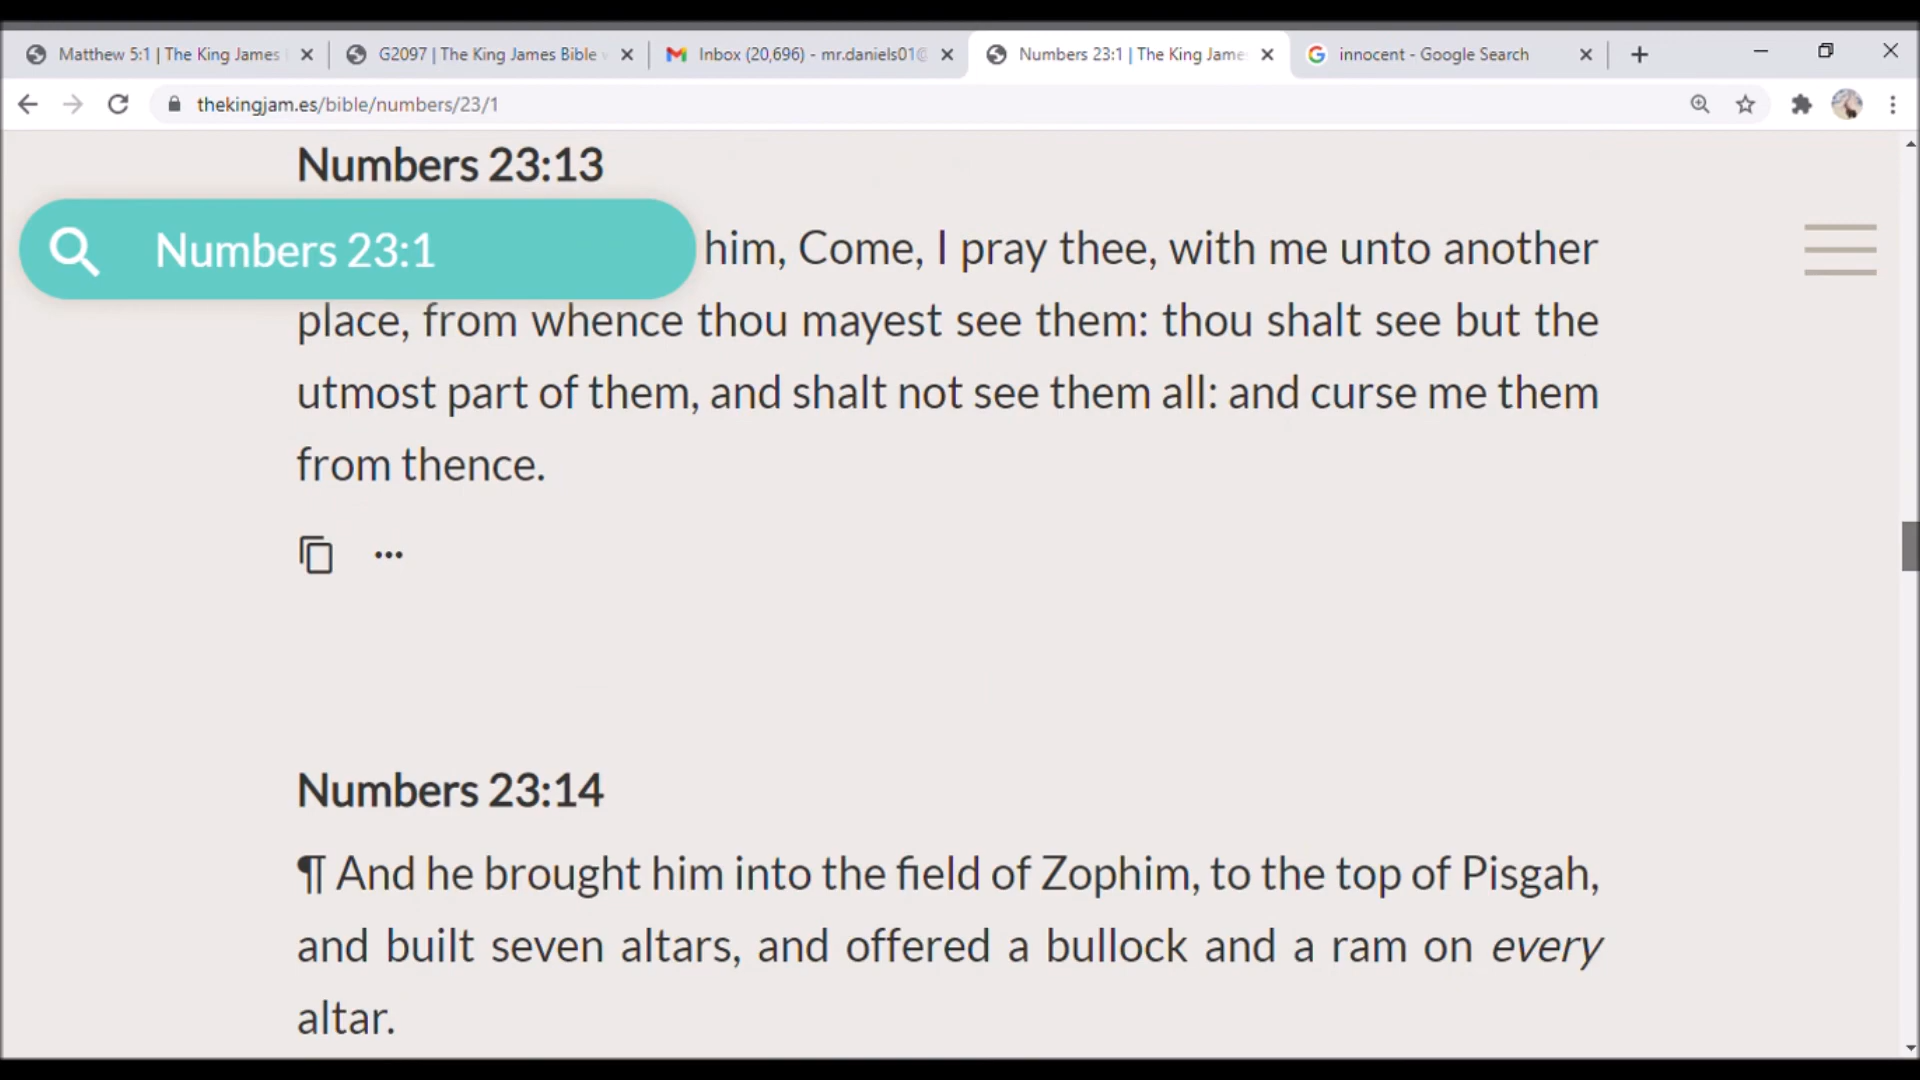 Matthew 5:1 | The King James
G2097 | The King James Bible
Inbox (20,696) - mr.daniels01@
Numbers 23:1 | The King Jame
innocent - Google Search
thekingjam.es/bible/numbers/23/1
Numbers 23:13
Numbers 23:1
him, Come, I pray thee, with me unto another
place, from whence thou mayest see them: thou shalt see but the
utmost part of them, and shalt not see them all: and curse me them
from thence.
Numbers 23:14
¶ And he brought him into the field of Zophim, to the top of Pisgah,
and built seven altars, and offered a bullock and a ram on every
altar.